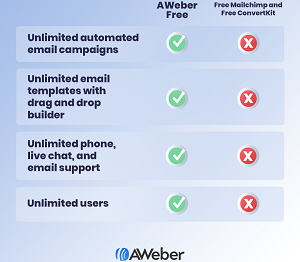 AWeber
Free
Free Mailchimp and
Free ConvertKit
Unlimited automated
email campaigns
Unlimited email
templates with
drag and drop
builder
Unlimited phone,
live chat, and
email support
Unlimited users
AWeber